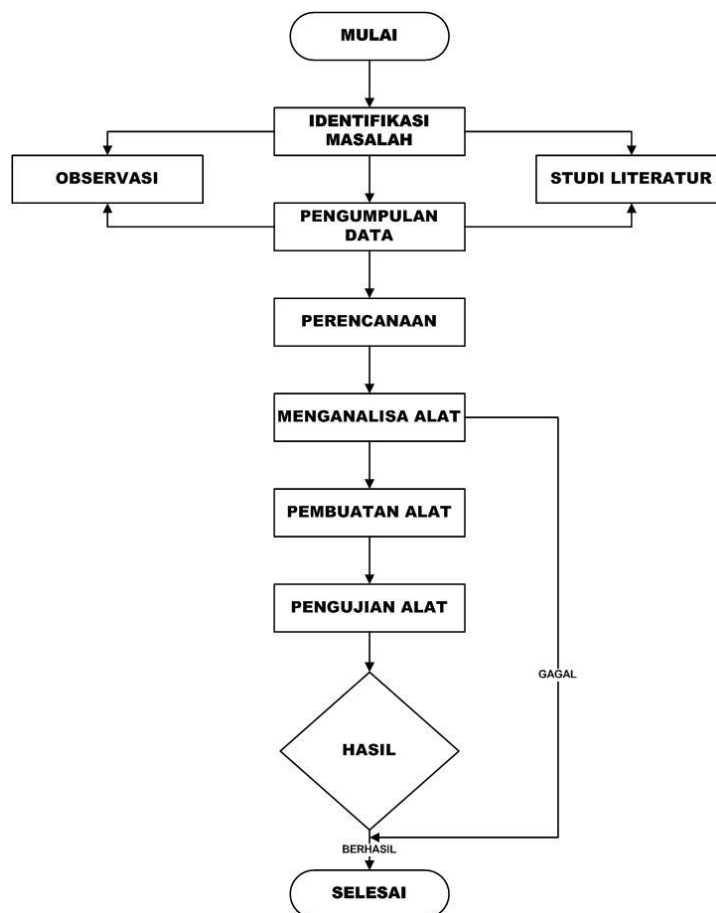 MULAI
IDENTIFIKASI
MASALAH
OBSERVASI
STUDI LITERATUR
PENGUMPULAN
DATA
PERENCANAAN
MENGANALISA ALAT
PEMBUATAN ALAT
PENGUJIAN ALAT
GAGAL
HASIL
BERHASIL
SELESAI